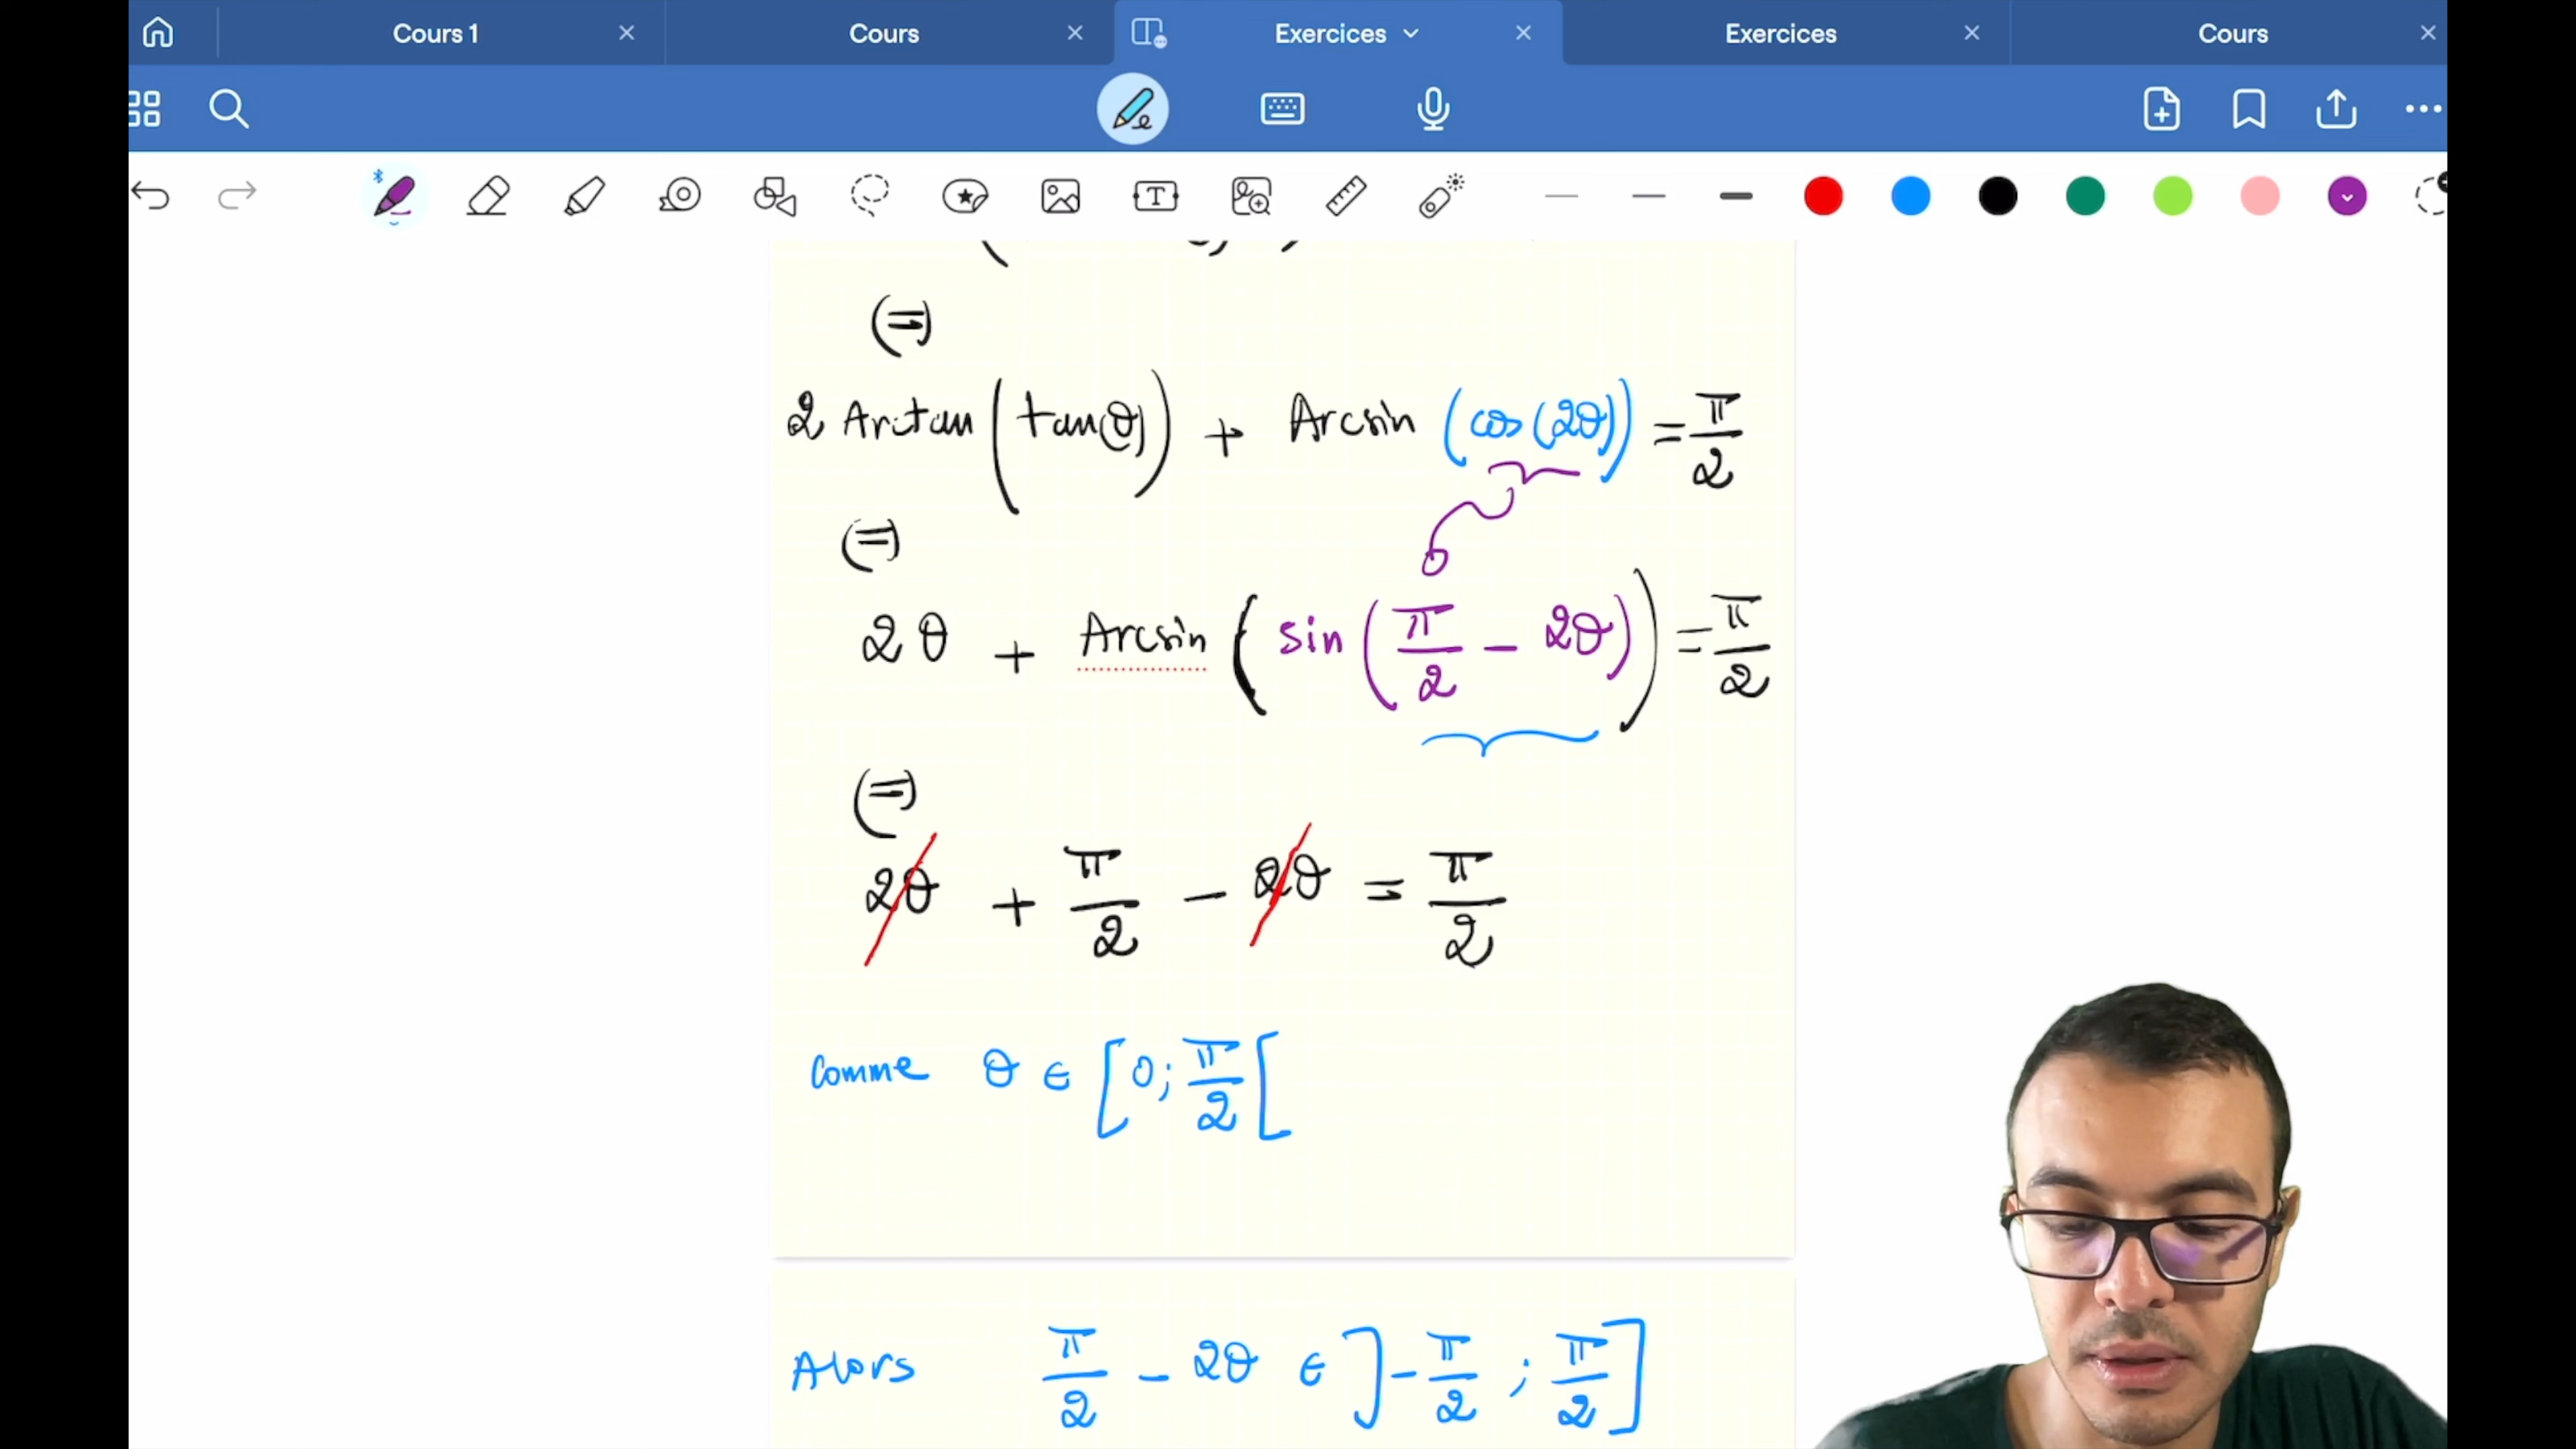 Cours 1 Cours Exercices Exercices Cours
(=)
2 Arctan(tan(θ)) + Arcsin(cos(2θ)) = π/2
(=)
2θ + Arcsin(sin(π/2 - 2θ)) = π/2
(=)
2θ + π/2 - 2θ = π/2
Comme θ ∈ [0; π/2[
Alors π/2 - 2θ ∈ ]-π/2 ; π/2]